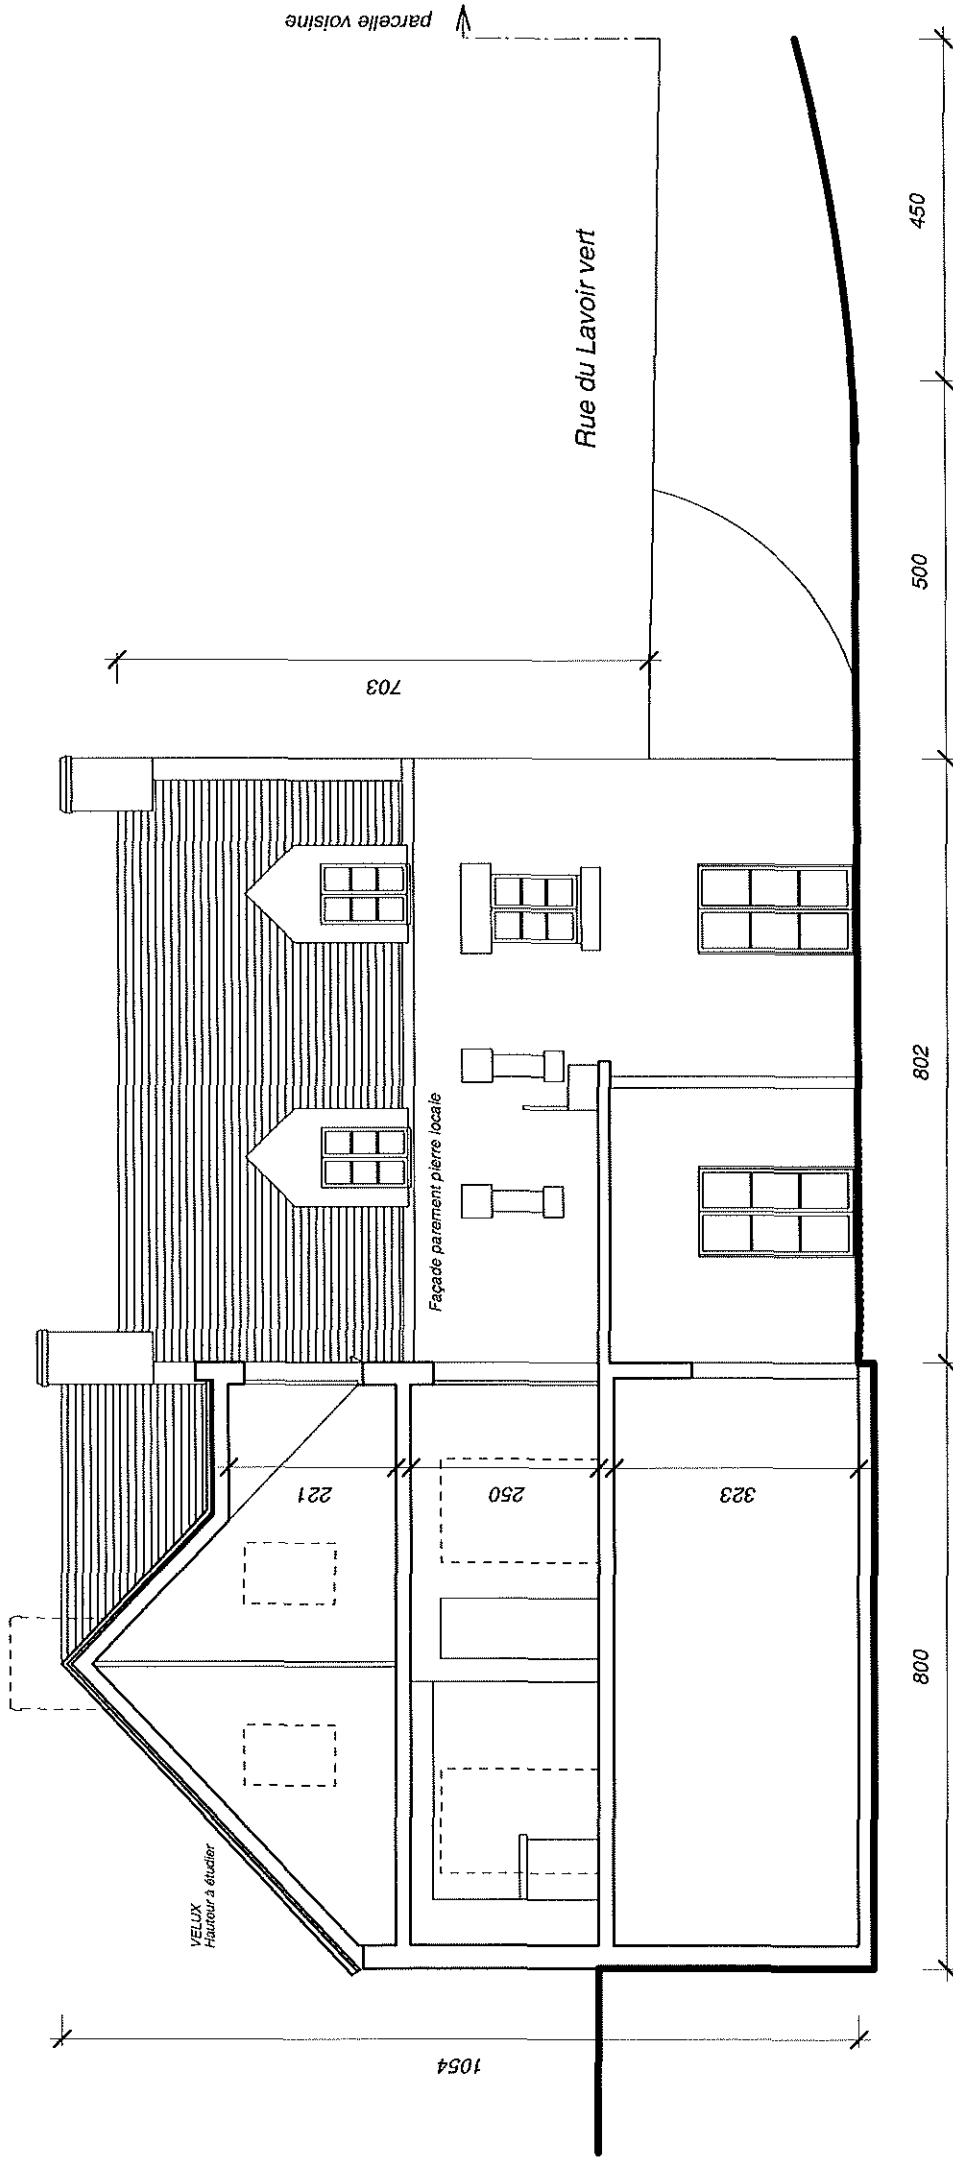 parcelle voisine
Rue du Lavoir vert
703
Façade parement pierre locale
VELUX
Hauteur à étudier
221
250
323
1054
800
802
500
450